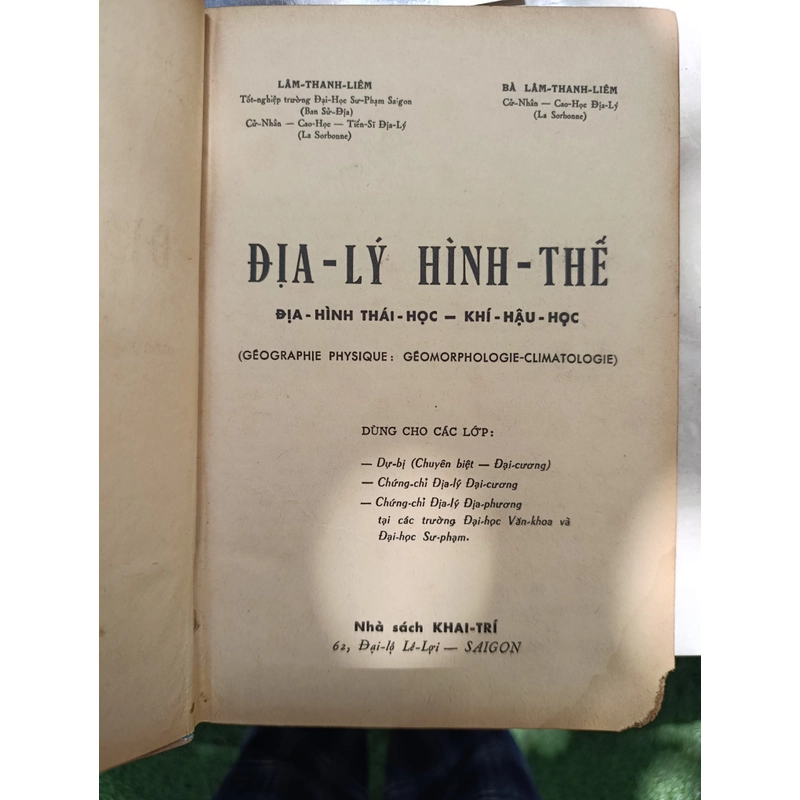 LÂM-THANH-LIÊM
Tốt-nghiệp trường Đại-Học Sư-Phạm Saigon
(Ban Sử-Địa)
Cử-Nhân — Cao-Học — Tiến-Sĩ Địa-Lý
(La Sorbonne)
BÀ LÂM-THANH-LIÊM
Cử-Nhân — Cao-Học Địa-Lý
(La Sorbonne)
ĐỊA-LÝ HÌNH-THẾ
ĐỊA-HÌNH THÁI-HỌC — KHÍ-HẬU-HỌC
(GÉOGRAPHIE PHYSIQUE: GÉOMORPHOLOGIE-CLIMATOLOGIE)
DÙNG CHO CÁC LỚP:
— Dự-bị (Chuyên biệt — Đại-cương)
— Chứng-chỉ Địa-lý Đại-cương
— Chứng-chỉ Địa-lý Địa-phương
tại các trường Đại-học Văn-khoa và
Đại-học Sư-phạm.
Nhà sách KHAI-TRÍ
62, Đại-lộ Lê-Lợi — SAIGON